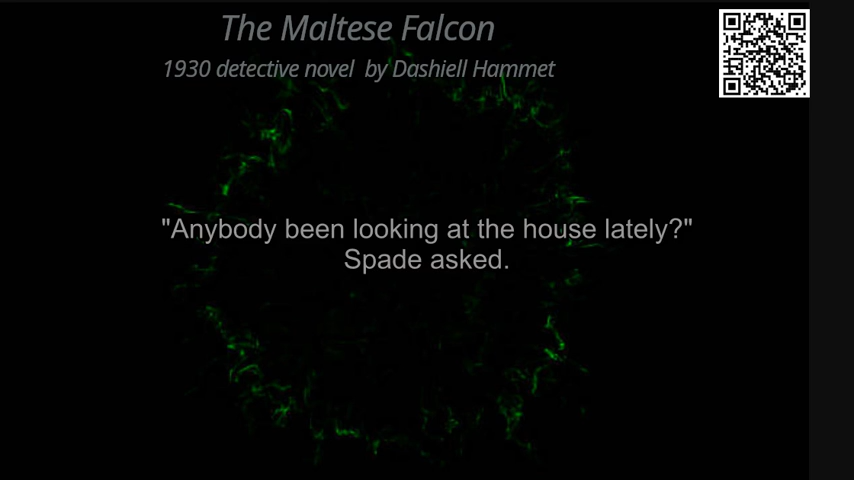 The Maltese Falcon
1930 detective novel by Dashiell Hammet
"Anybody been looking at the house lately?"
Spade asked.